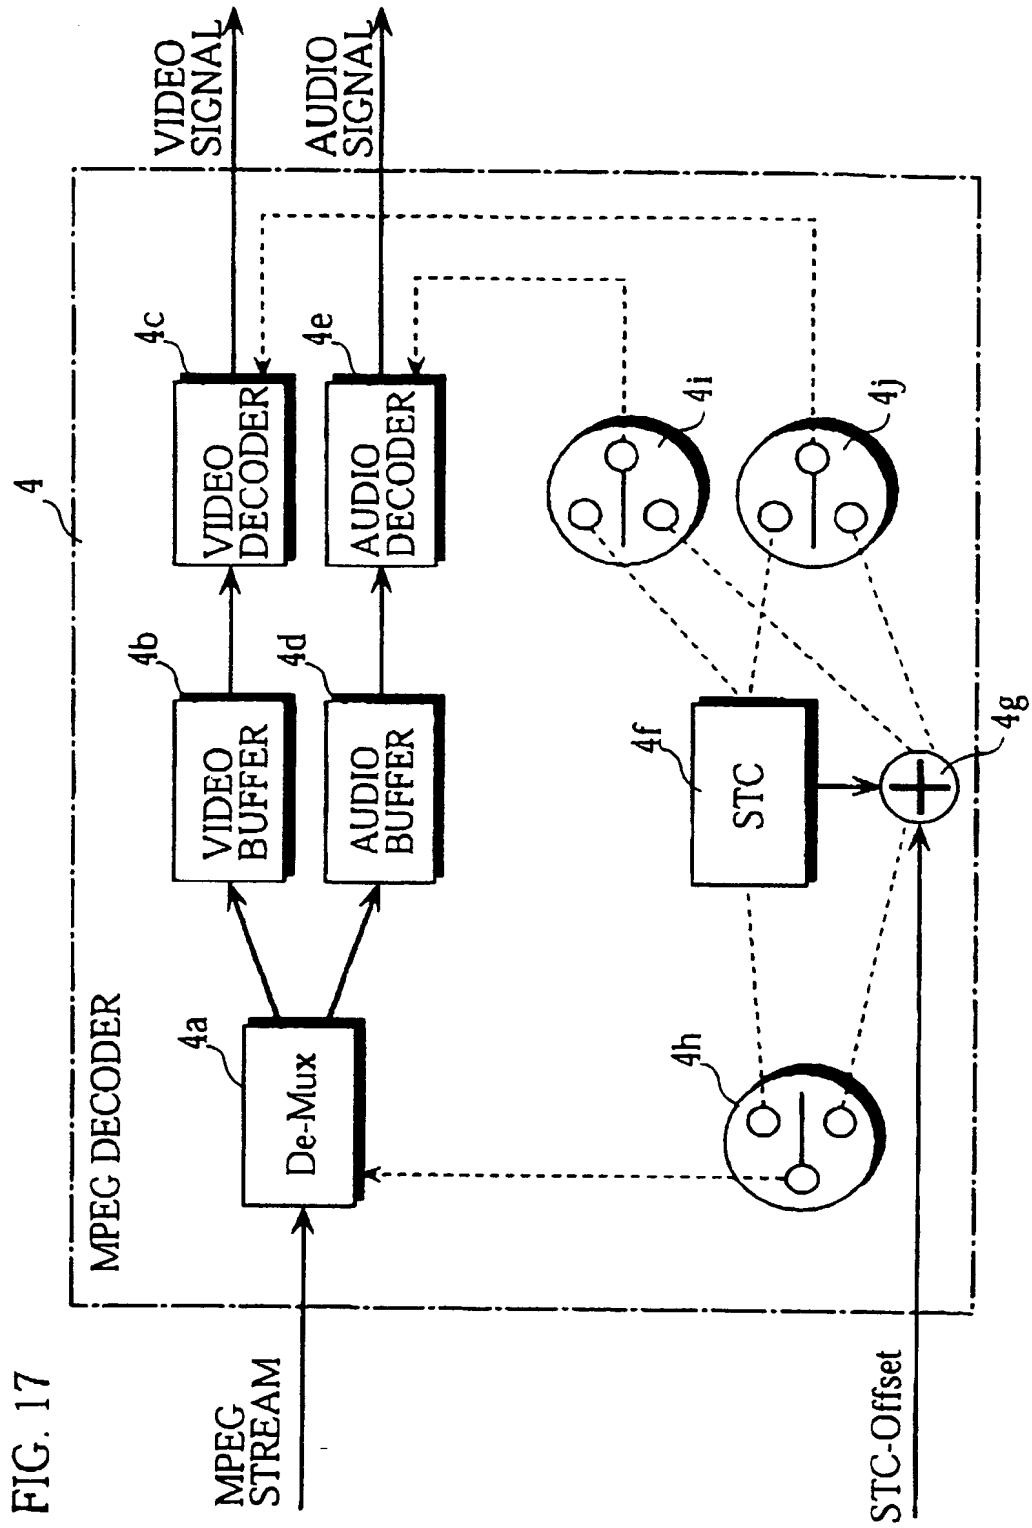 FIG. 17
MPEG
STREAM
STC-Offset
MPEG DECODER
4
4a
De-Mux
4b
VIDEO
BUFFER
4c
VIDEO
DECODER
VIDEO
SIGNAL
4d
AUDIO
BUFFER
4e
AUDIO
DECODER
AUDIO
SIGNAL
4f
STC
4g
4h
4i
4j